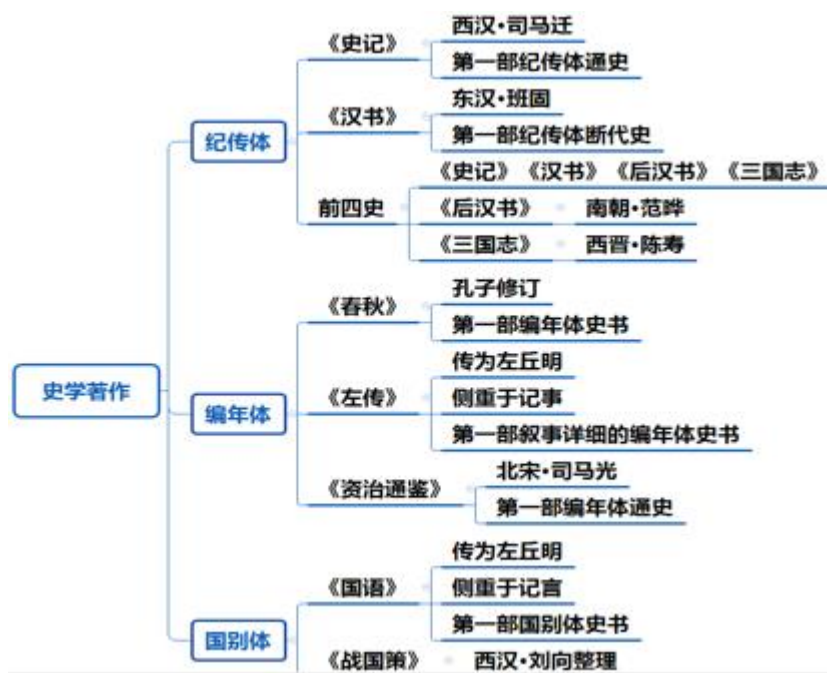 史学著作
纪传体
《史记》
西汉·司马迁
第一部纪传体通史
《汉书》
东汉·班固
第一部纪传体断代史
前四史
《史记》《汉书》《后汉书》《三国志》
《后汉书》
南朝·范晔
《三国志》
西晋·陈寿
编年体
《春秋》
孔子修订
第一部编年体史书
《左传》
传为左丘明
侧重于记事
第一部叙事详细的编年体史书
《资治通鉴》
北宋·司马光
第一部编年体通史
国别体
《国语》
传为左丘明
侧重于记言
第一部国别体史书
《战国策》
西汉·刘向整理